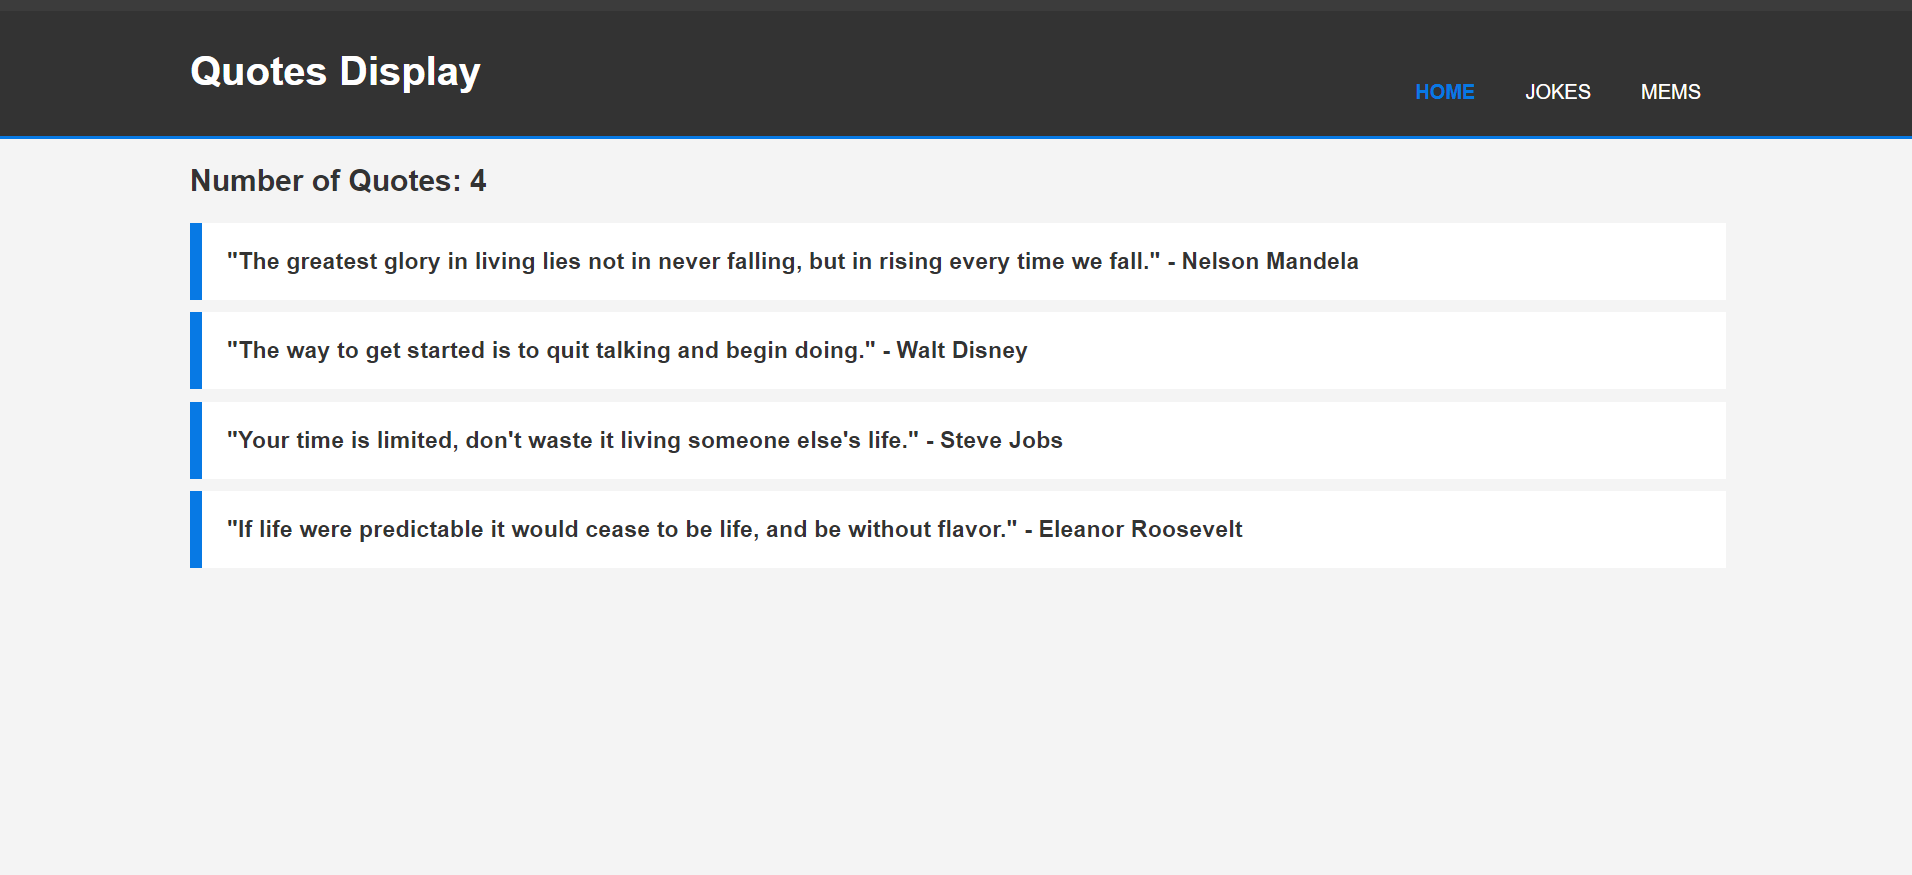 Quotes Display
HOME JOKES MEMS
Number of Quotes: 4
"The greatest glory in living lies not in never falling, but in rising every time we fall." - Nelson Mandela
"The way to get started is to quit talking and begin doing." - Walt Disney
"Your time is limited, don't waste it living someone else's life." - Steve Jobs
"If life were predictable it would cease to be life, and be without flavor." - Eleanor Roosevelt